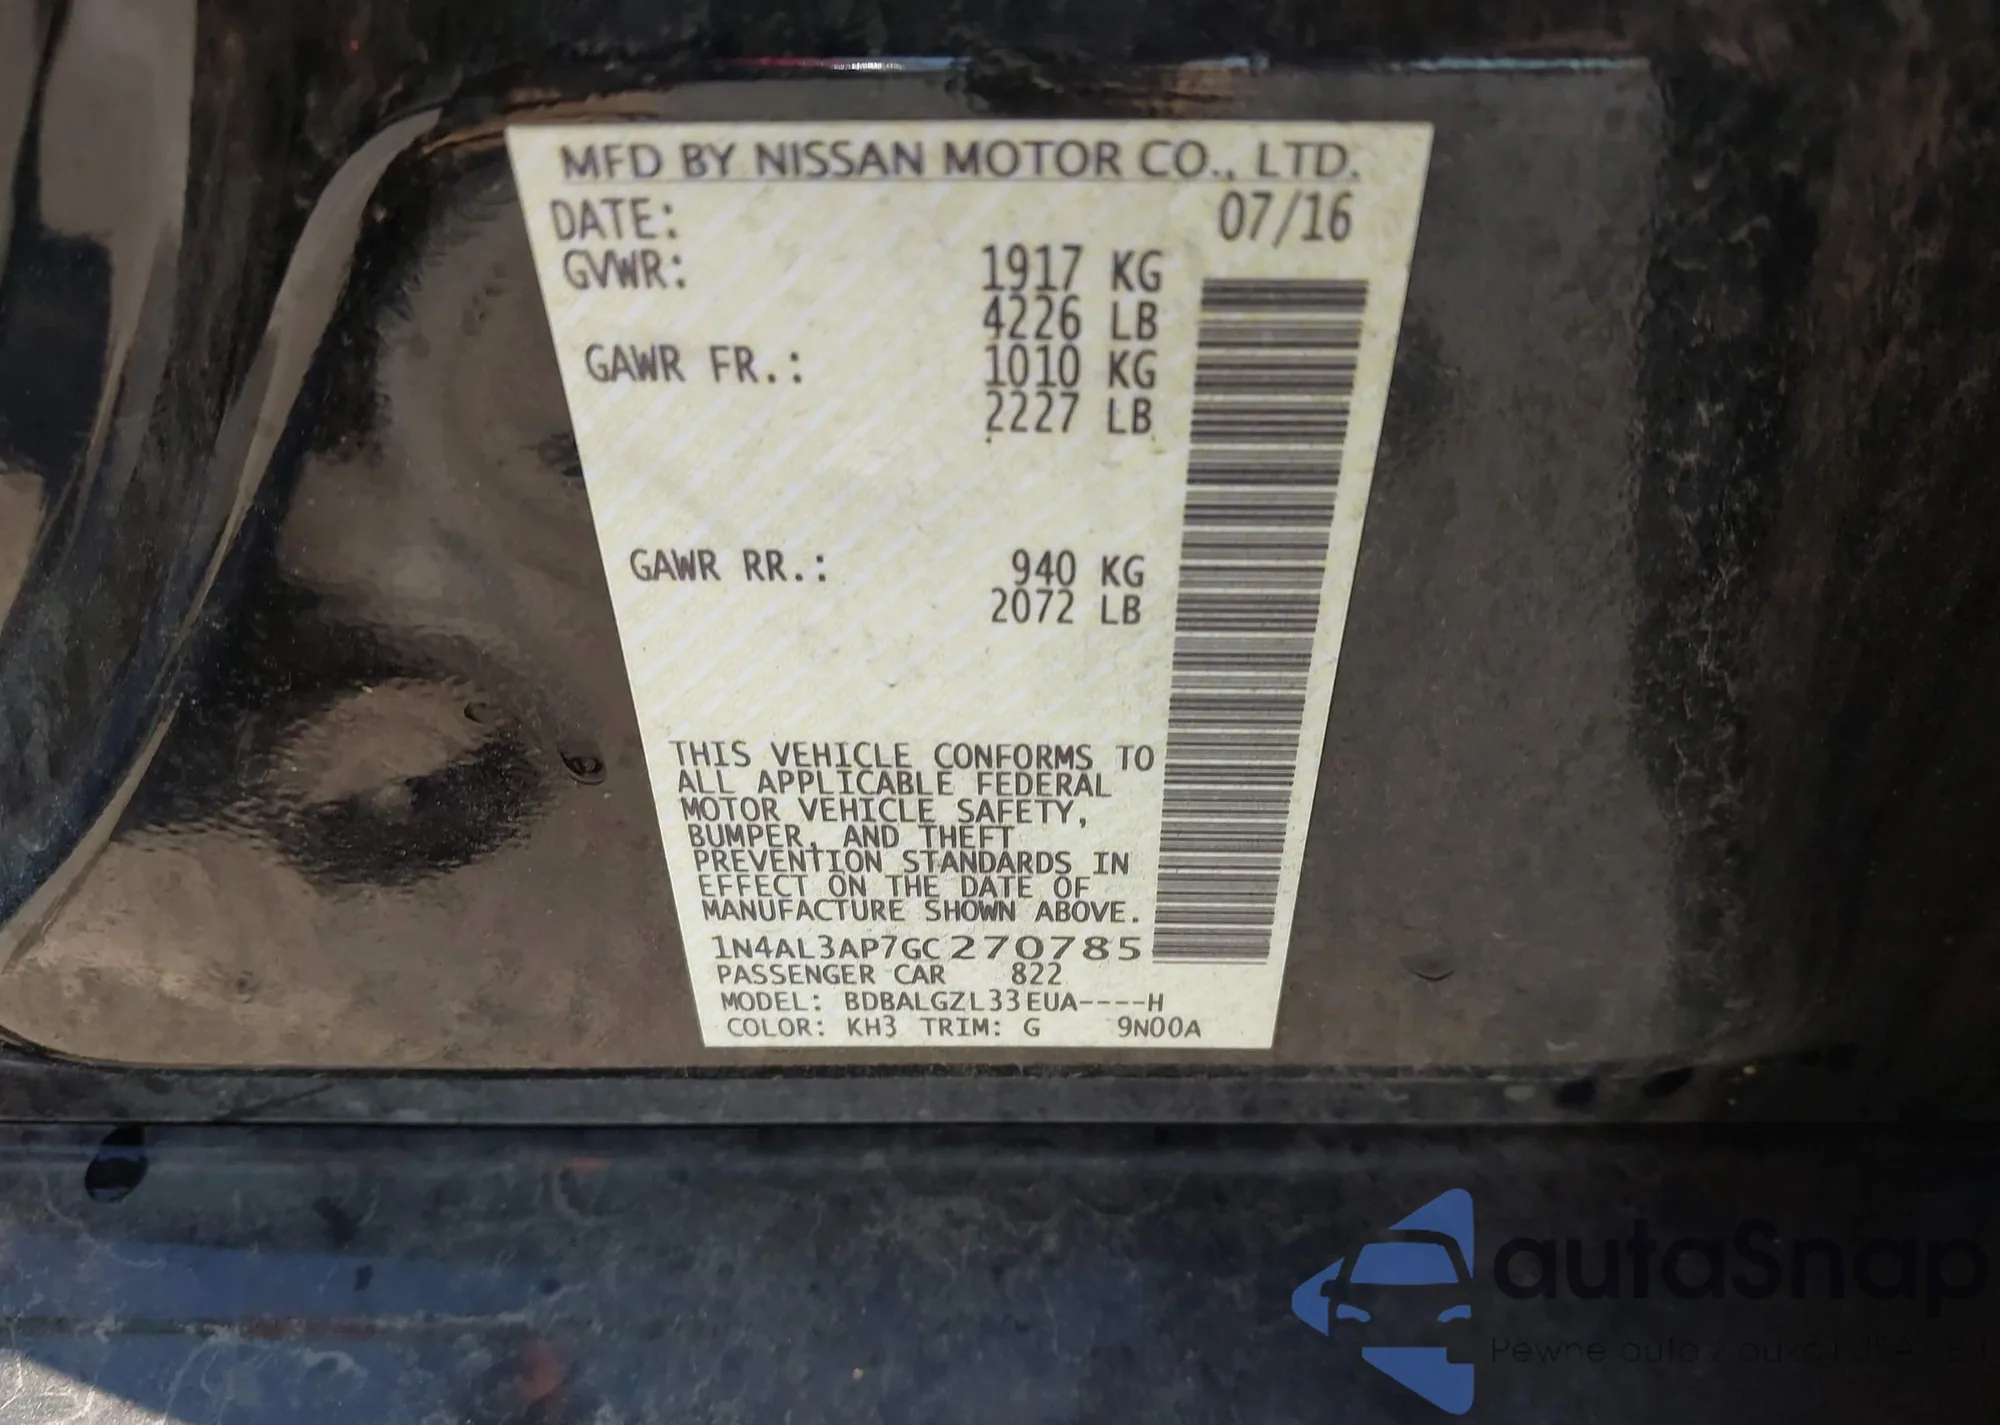 MFD BY NISSAN MOTOR CO., LTD.
DATE: 07/16
GVWR: 1917 KG
4226 LB
GAWR FR.: 1010 KG
2227 LB
GAWR RR.: 940 KG
2072 LB
THIS VEHICLE CONFORMS TO
ALL APPLICABLE FEDERAL
MOTOR VEHICLE SAFETY,
BUMPER, AND THEFT
PREVENTION STANDARDS IN
EFFECT ON THE DATE OF
MANUFACTURE SHOWN ABOVE.
1N4AL3AP7GC270785
PASSENGER CAR 822
MODEL: BDBALGZL33EUA----H
COLOR: KH3 TRIM: G 9N00A
autaSnap
Pewne auto z